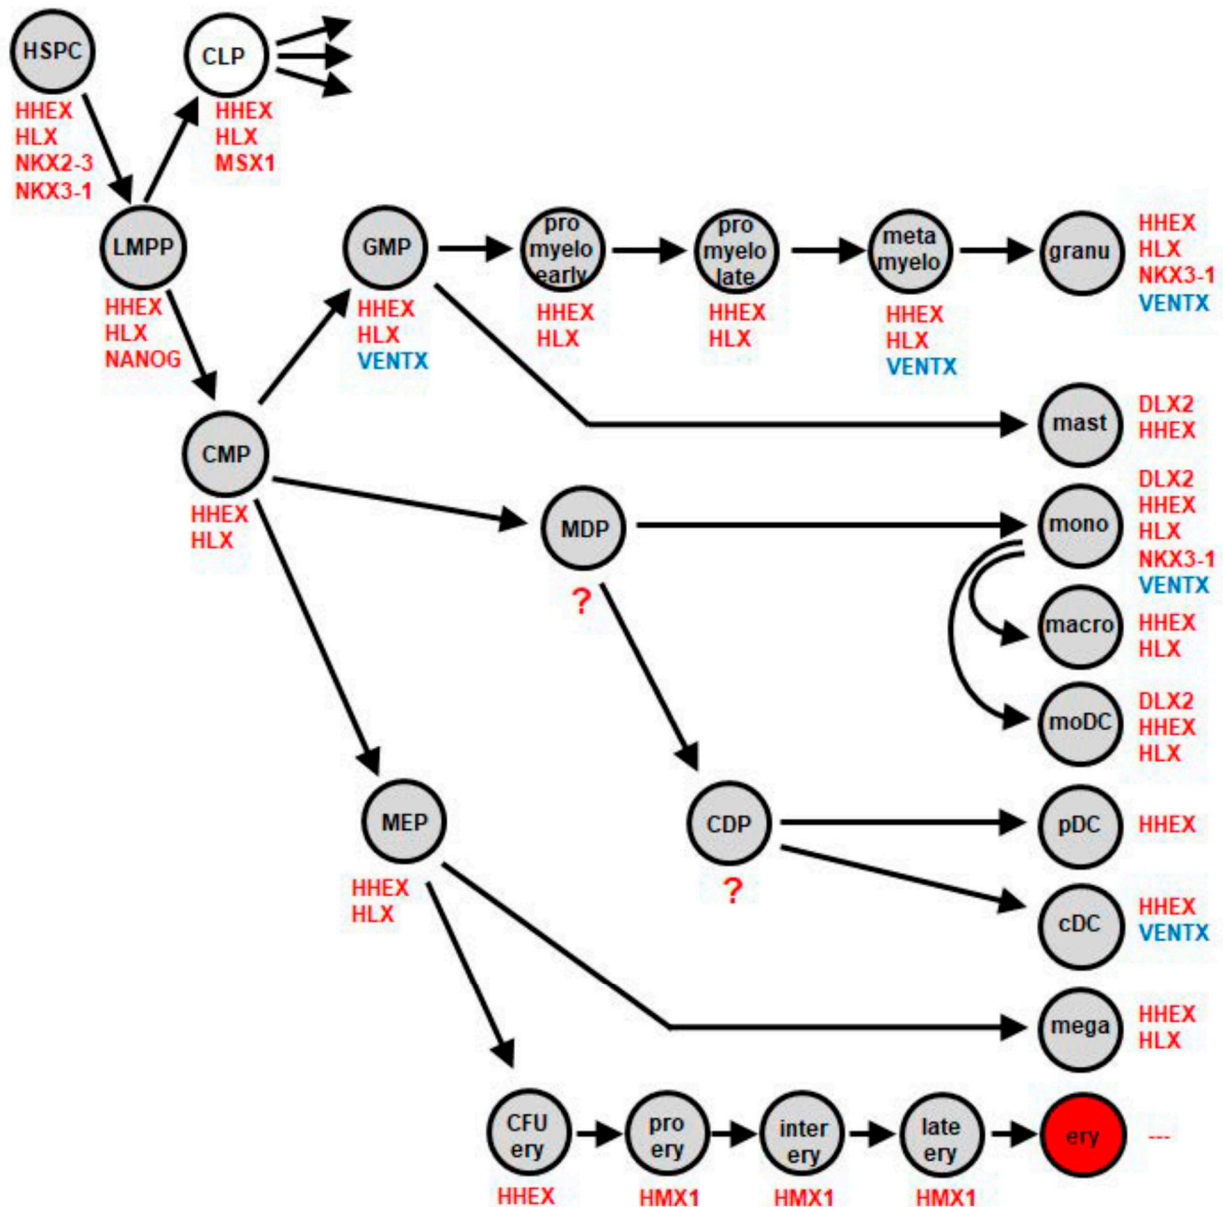 HSPC
HHEX
HLX
NKX2-3
NKX3-1
CLP
HHEX
HLX
MSX1
LMPP
HHEX
HLX
NANOG
GMP
HHEX
HLX
VENTX
pro
myelo
early
HHEX
HLX
pro
myelo
late
HHEX
HLX
meta
myelo
HHEX
HLX
VENTX
granu
HHEX
HLX
NKX3-1
VENTX
CMP
HHEX
HLX
mast
DLX2
HHEX
MDP
?
mono
DLX2
HHEX
HLX
NKX3-1
VENTX
macro
HHEX
HLX
moDC
DLX2
HHEX
HLX
MEP
HHEX
HLX
CDP
?
pDC
HHEX
cDC
HHEX
VENTX
mega
HHEX
HLX
CFU
ery
HHEX
pro
ery
HMX1
inter
ery
HMX1
late
ery
HMX1
ery
---